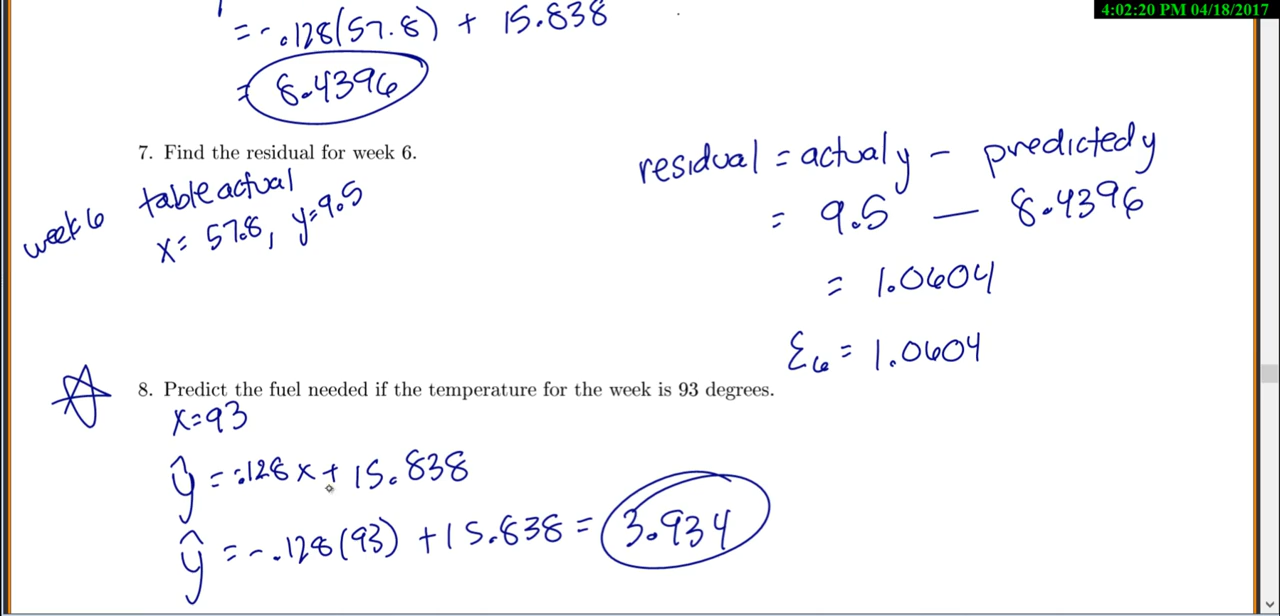 4:02:20 PM 04/18/2017
= -.128(57.8) + 15.838
= 8.4396
7. Find the residual for week 6.
week 6
table actual
x = 57.8, y=9.5
residual = actual y - predicted y
= 9.5 - 8.4396
= 1.0604
ε6 = 1.0604
8. Predict the fuel needed if the temperature for the week is 93 degrees.
x=93
ŷ = -.128x + 15.838
ŷ = -.128(93) + 15.838 = 3.934